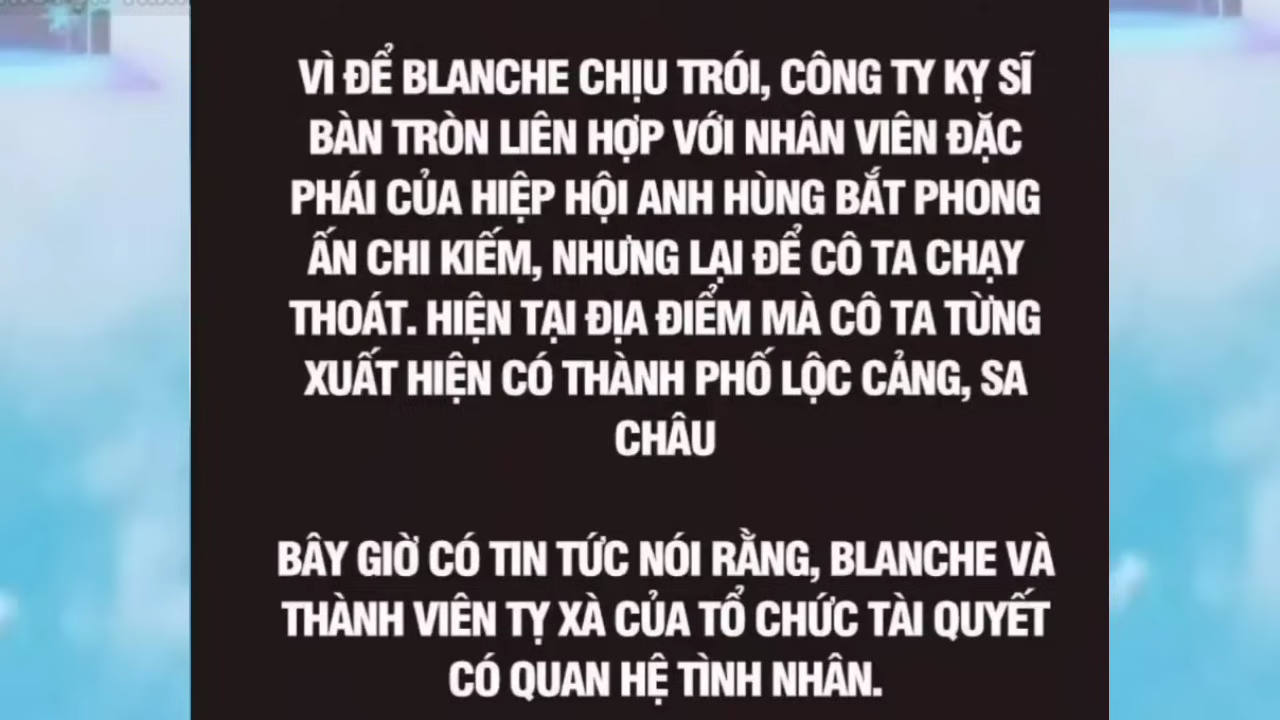 VÌ ĐỂ BLANCHE CHỊU TRÓI, CÔNG TY KỴ SĨ
BÀN TRÒN LIÊN HỢP VỚI NHÂN VIÊN ĐẶC
PHÁI CỦA HIỆP HỘI ANH HÙNG BẮT PHONG
ẤN CHI KIẾM, NHƯNG LẠI ĐỂ CÔ TA CHẠY
THOÁT. HIỆN TẠI ĐỊA ĐIỂM MÀ CÔ TA TỪNG
XUẤT HIỆN CÓ THÀNH PHỐ LỘC CẢNG, SA
CHÂU
BÂY GIỜ CÓ TIN TỨC NÓI RẰNG, BLANCHE VÀ
THÀNH VIÊN TỴ XÀ CỦA TỔ CHỨC TÀI QUYẾT
CÓ QUAN HỆ TÌNH NHÂN.